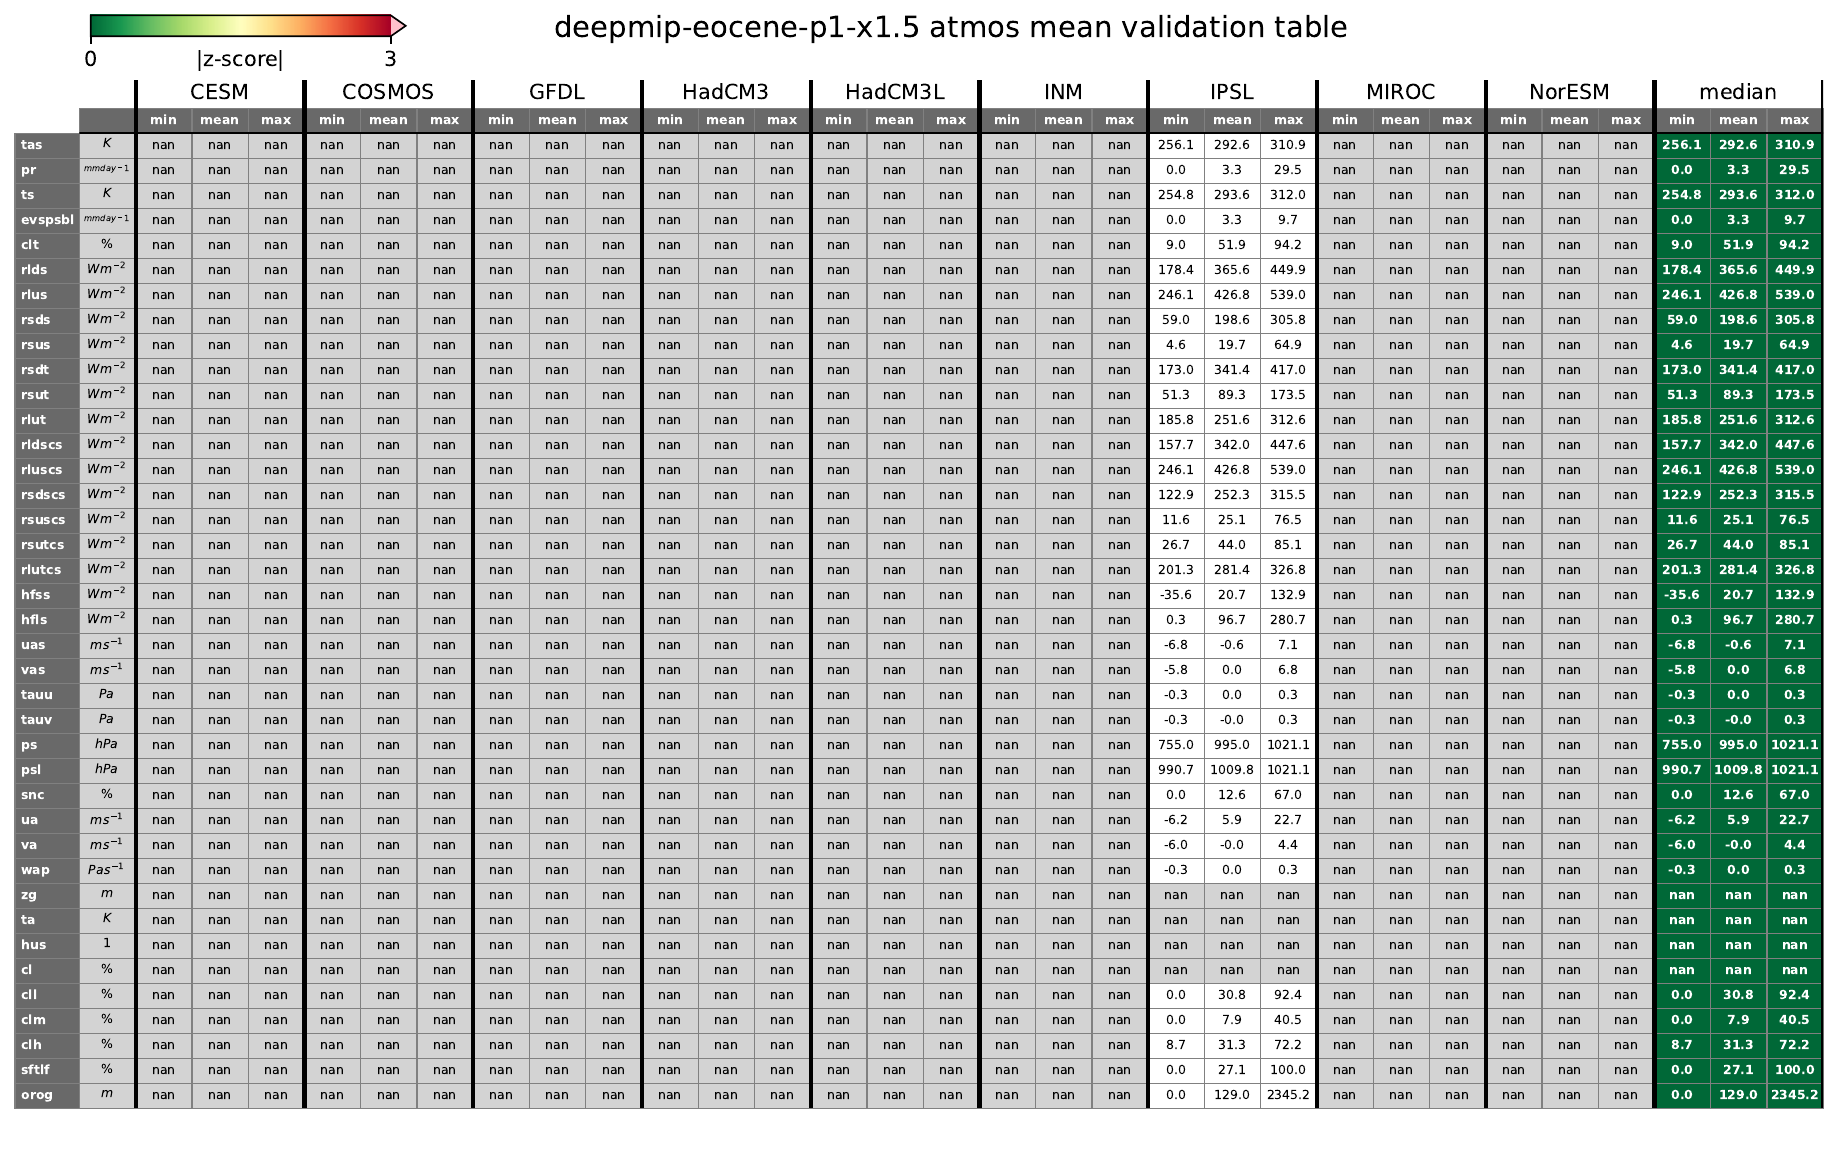 deepmip-eocene-p1-x1.5 atmos mean validation table
0 |z-score| 3
CESM COSMOS GFDL HadCM3 HadCM3L INM IPSL MIROC NorESM median
min mean max min mean max min mean max min mean max min mean max min mean max min mean max min mean max min mean max min mean max
tas K nan nan nan nan nan nan nan nan nan nan nan nan nan nan nan nan nan nan 256.1 292.6 310.9 nan nan nan nan nan nan 256.1 292.6 310.9
pr mmday−1 nan nan nan nan nan nan nan nan nan nan nan nan nan nan nan nan nan nan 0.0 3.3 29.5 nan nan nan nan nan nan 0.0 3.3 29.5
ts K nan nan nan nan nan nan nan nan nan nan nan nan nan nan nan nan nan nan 254.8 293.6 312.0 nan nan nan nan nan nan 254.8 293.6 312.0
evspsbl mmday−1 nan nan nan nan nan nan nan nan nan nan nan nan nan nan nan nan nan nan 0.0 3.3 9.7 nan nan nan nan nan nan 0.0 3.3 9.7
clt % nan nan nan nan nan nan nan nan nan nan nan nan nan nan nan nan nan nan 9.0 51.9 94.2 nan nan nan nan nan nan 9.0 51.9 94.2
rlds Wm⁻² nan nan nan nan nan nan nan nan nan nan nan nan nan nan nan nan nan nan 178.4 365.6 449.9 nan nan nan nan nan nan 178.4 365.6 449.9
rlus Wm⁻² nan nan nan nan nan nan nan nan nan nan nan nan nan nan nan nan nan nan 246.1 426.8 539.0 nan nan nan nan nan nan 246.1 426.8 539.0
rsds Wm⁻² nan nan nan nan nan nan nan nan nan nan nan nan nan nan nan nan nan nan 59.0 198.6 305.8 nan nan nan nan nan nan 59.0 198.6 305.8
rsus Wm⁻² nan nan nan nan nan nan nan nan nan nan nan nan nan nan nan nan nan nan 4.6 19.7 64.9 nan nan nan nan nan nan 4.6 19.7 64.9
rsdt Wm⁻² nan nan nan nan nan nan nan nan nan nan nan nan nan nan nan nan nan nan 173.0 341.4 417.0 nan nan nan nan nan nan 173.0 341.4 417.0
rsut Wm⁻² nan nan nan nan nan nan nan nan nan nan nan nan nan nan nan nan nan nan 51.3 89.3 173.5 nan nan nan nan nan nan 51.3 89.3 173.5
rlut Wm⁻² nan nan nan nan nan nan nan nan nan nan nan nan nan nan nan nan nan nan 185.8 251.6 312.6 nan nan nan nan nan nan 185.8 251.6 312.6
rldscs Wm⁻² nan nan nan nan nan nan nan nan nan nan nan nan nan nan nan nan nan nan 157.7 342.0 447.6 nan nan nan nan nan nan 157.7 342.0 447.6
rluscs Wm⁻² nan nan nan nan nan nan nan nan nan nan nan nan nan nan nan nan nan nan 246.1 426.8 539.0 nan nan nan nan nan nan 246.1 426.8 539.0
rsdscs Wm⁻² nan nan nan nan nan nan nan nan nan nan nan nan nan nan nan nan nan nan 122.9 252.3 315.5 nan nan nan nan nan nan 122.9 252.3 315.5
rsuscs Wm⁻² nan nan nan nan nan nan nan nan nan nan nan nan nan nan nan nan nan nan 11.6 25.1 76.5 nan nan nan nan nan nan 11.6 25.1 76.5
rsutcs Wm⁻² nan nan nan nan nan nan nan nan nan nan nan nan nan nan nan nan nan nan 26.7 44.0 85.1 nan nan nan nan nan nan 26.7 44.0 85.1
rlutcs Wm⁻² nan nan nan nan nan nan nan nan nan nan nan nan nan nan nan nan nan nan 201.3 281.4 326.8 nan nan nan nan nan nan 201.3 281.4 326.8
hfss Wm⁻² nan nan nan nan nan nan nan nan nan nan nan nan nan nan nan nan nan nan -35.6 20.7 132.9 nan nan nan nan nan nan -35.6 20.7 132.9
hfls Wm⁻² nan nan nan nan nan nan nan nan nan nan nan nan nan nan nan nan nan nan 0.3 96.7 280.7 nan nan nan nan nan nan 0.3 96.7 280.7
uas ms⁻¹ nan nan nan nan nan nan nan nan nan nan nan nan nan nan nan nan nan nan -6.8 -0.6 7.1 nan nan nan nan nan nan -6.8 -0.6 7.1
vas ms⁻¹ nan nan nan nan nan nan nan nan nan nan nan nan nan nan nan nan nan nan -5.8 0.0 6.8 nan nan nan nan nan nan -5.8 0.0 6.8
tauu Pa nan nan nan nan nan nan nan nan nan nan nan nan nan nan nan nan nan nan -0.3 0.0 0.3 nan nan nan nan nan nan -0.3 0.0 0.3
tauv Pa nan nan nan nan nan nan nan nan nan nan nan nan nan nan nan nan nan nan -0.3 -0.0 0.3 nan nan nan nan nan nan -0.3 -0.0 0.3
ps hPa nan nan nan nan nan nan nan nan nan nan nan nan nan nan nan nan nan nan 755.0 995.0 1021.1 nan nan nan nan nan nan 755.0 995.0 1021.1
psl hPa nan nan nan nan nan nan nan nan nan nan nan nan nan nan nan nan nan nan 990.7 1009.8 1021.1 nan nan nan nan nan nan 990.7 1009.8 1021.1
snc % nan nan nan nan nan nan nan nan nan nan nan nan nan nan nan nan nan nan 0.0 12.6 67.0 nan nan nan nan nan nan 0.0 12.6 67.0
ua ms⁻¹ nan nan nan nan nan nan nan nan nan nan nan nan nan nan nan nan nan nan -6.2 5.9 22.7 nan nan nan nan nan nan -6.2 5.9 22.7
va ms⁻¹ nan nan nan nan nan nan nan nan nan nan nan nan nan nan nan nan nan nan -6.0 -0.0 4.4 nan nan nan nan nan nan -6.0 -0.0 4.4
wap Pas⁻¹ nan nan nan nan nan nan nan nan nan nan nan nan nan nan nan nan nan nan -0.3 0.0 0.3 nan nan nan nan nan nan -0.3 0.0 0.3
zg m nan nan nan nan nan nan nan nan nan nan nan nan nan nan nan nan nan nan nan nan nan nan nan nan nan nan nan nan nan nan
ta K nan nan nan nan nan nan nan nan nan nan nan nan nan nan nan nan nan nan nan nan nan nan nan nan nan nan nan nan nan nan
hus 1 nan nan nan nan nan nan nan nan nan nan nan nan nan nan nan nan nan nan nan nan nan nan nan nan nan nan nan nan nan nan
cl % nan nan nan nan nan nan nan nan nan nan nan nan nan nan nan nan nan nan nan nan nan nan nan nan nan nan nan nan nan nan
cll % nan nan nan nan nan nan nan nan nan nan nan nan nan nan nan nan nan nan 0.0 30.8 92.4 nan nan nan nan nan nan 0.0 30.8 92.4
clm % nan nan nan nan nan nan nan nan nan nan nan nan nan nan nan nan nan nan 0.0 7.9 40.5 nan nan nan nan nan nan 0.0 7.9 40.5
clh % nan nan nan nan nan nan nan nan nan nan nan nan nan nan nan nan nan nan 8.7 31.3 72.2 nan nan nan nan nan nan 8.7 31.3 72.2
sftlf % nan nan nan nan nan nan nan nan nan nan nan nan nan nan nan nan nan nan 0.0 27.1 100.0 nan nan nan nan nan nan 0.0 27.1 100.0
orog m nan nan nan nan nan nan nan nan nan nan nan nan nan nan nan nan nan nan 0.0 129.0 2345.2 nan nan nan nan nan nan 0.0 129.0 2345.2